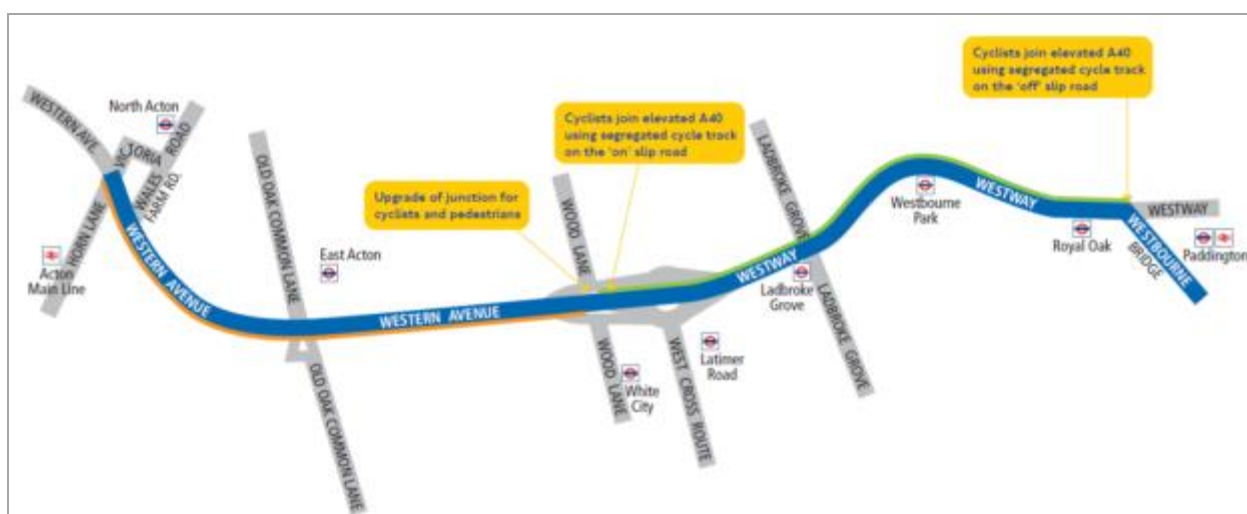 Cyclists join elevated A40
using segregated cycle track
on the 'off' slip road
WESTERN AVE.
North Acton
VICTORIA
ROAD
WALES
FARM RD.
HORN LANE
Acton
Main Line
WESTERN AVENUE
OLD OAK COMMON LANE
East Acton
OLD OAK COMMON LANE
Upgrade of junction for
cyclists and pedestrians
Cyclists join elevated A40
using segregated cycle track
on the 'on' slip road
WESTERN AVENUE
WOOD LANE
WOOD LANE
White
City
WEST CROSS ROUTE
Latimer
Road
WESTWAY
LADBROKE GROVE
Ladbroke
Grove
LADBROKE GROVE
Westbourne
Park
WESTWAY
Royal Oak
WESTWAY
WESTBOURNE
BRIDGE
Paddington